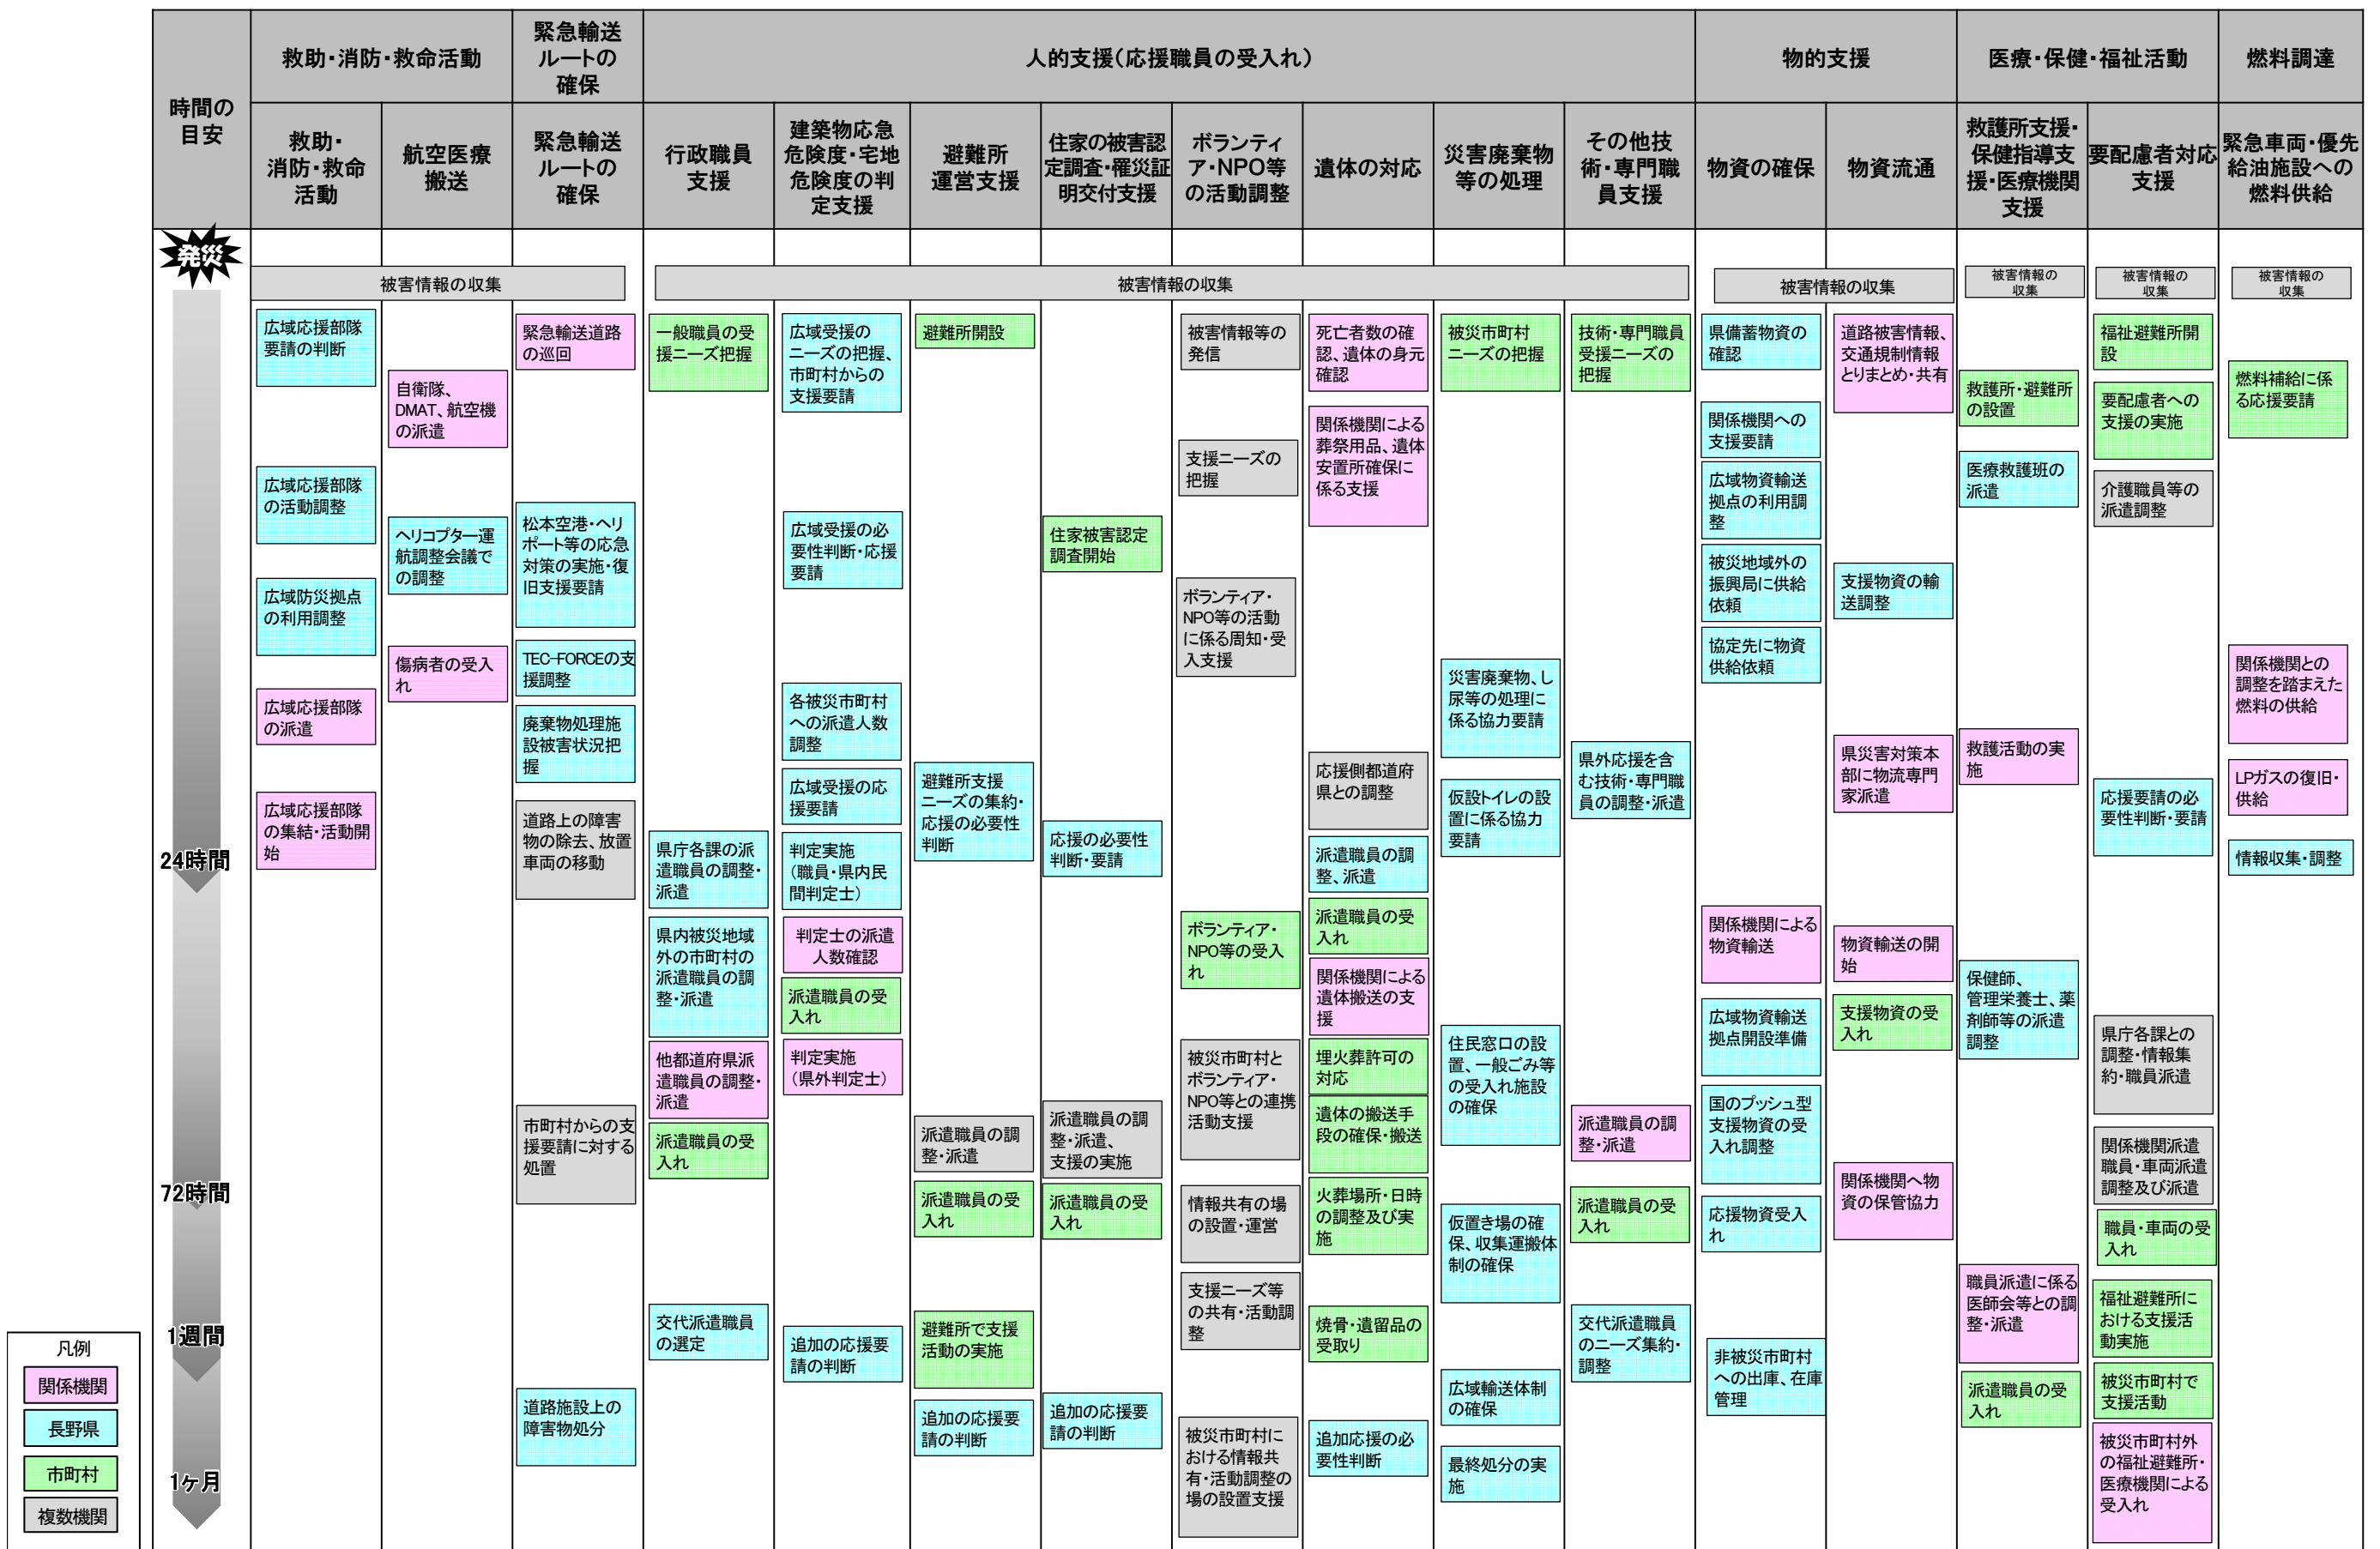 時間の
目安
救助・消防・救命活動
緊急輸送
ルートの
確保
人的支援(応援職員の受入れ)
物的支援
医療・保健・福祉活動
燃料調達
救助・
消防・救命
活動
航空医療
搬送
緊急輸送
ルートの
確保
行政職員
支援
建築物応急
危険度・宅地
危険度の判
定支援
避難所
運営支援
住家の被害認
定調査・罹災証
明交付支援
ボランティ
ア・NPO等
の活動調整
遺体の対応
災害廃棄物
等の処理
その他技
術・専門職
員支援
物資の確保
物資流通
救護所支援・
保健指導支
援・医療機関
支援
要配慮者対応
支援
緊急車両・優先
給油施設への
燃料供給
発災
24時間
72時間
1週間
1ヶ月
被害情報の収集
被害情報の収集
被害情報の収集
被害情報の
収集
被害情報の
収集
被害情報の
収集
広域応援部隊
要請の判断
広域応援部隊
の活動調整
広域防災拠点
の利用調整
広域応援部隊
の派遣
広域応援部隊
の集結・活動開
始
自衛隊、
DMAT、航空機
の派遣
ヘリコプター運
航調整会議で
の調整
傷病者の受入
れ
緊急輸送道路
の巡回
松本空港・ヘリ
ポート等の応急
対策の実施・復
旧支援要請
TEC-FORCEの支
援調整
廃棄物処理施
設被害状況把
握
道路上の障害
物の除去、放置
車両の移動
市町村からの支
援要請に対する
処置
道路施設上の
障害物処分
一般職員の受
援ニーズ把握
県庁各課の派
遣職員の調整・
派遣
県内被災地域
外の市町村の
派遣職員の調
整・派遣
他都道府県派
遣職員の調整・
派遣
派遣職員の受
入れ
交代派遣職員
の選定
広域受援の
ニーズの把握、
市町村からの
支援要請
広域受援の必
要性判断・応援
要請
各被災市町村
への派遣人数
調整
広域受援の応
援要請
判定実施
(職員・県内民
間判定士)
判定士の派遣
人数確認
派遣職員の受
入れ
判定実施
(県外判定士)
追加の応援要
請の判断
避難所開設
避難所支援
ニーズの集約・
応援の必要性
判断
派遣職員の調
整・派遣
派遣職員の受
入れ
避難所で支援
活動の実施
追加の応援要
請の判断
住家被害認定
調査開始
応援の必要性
判断・要請
派遣職員の調
整・派遣、
支援の実施
派遣職員の受
入れ
追加の応援要
請の判断
被害情報等の
発信
支援ニーズの
把握
ボランティア・
NPO等の活動
に係る周知・受
入支援
ボランティア・
NPO等の受入
れ
被災市町村と
ボランティア・
NPO等との連携
活動支援
情報共有の場
の設置・運営
支援ニーズ等
の共有・活動調
整
被災市町村に
おける情報共
有・活動調整の
場の設置支援
死亡者数の確
認、遺体の身元
確認
関係機関による
葬祭用品、遺体
安置所確保に
係る支援
応援側都道府
県との調整
派遣職員の調
整、派遣
派遣職員の受
入れ
関係機関による
遺体搬送の支
援
埋火葬許可の
対応
遺体の搬送手
段の確保・搬送
火葬場所・日時
の調整及び実
施
焼骨・遺留品の
受取り
追加応援の必
要性判断
被災市町村
ニーズの把握
災害廃棄物、し
尿等の処理に
係る協力要請
仮設トイレの設
置に係る協力
要請
住民窓口の設
置、一般ごみ等
の受入れ施設
の確保
仮置き場の確
保、収集運搬体
制の確保
広域輸送体制
の確保
最終処分の実
施
技術・専門職員
受援ニーズの
把握
県外応援を含
む技術・専門職
員の調整・派遣
派遣職員の調
整・派遣
派遣職員の受
入れ
交代派遣職員
のニーズ集約・
調整
県備蓄物資の
確認
関係機関への
支援要請
広域物資輸送
拠点の利用調
整
被災地域外の
振興局に供給
依頼
協定先に物資
供給依頼
関係機関による
物資輸送
広域物資輸送
拠点開設準備
国のプッシュ型
支援物資の受
入れ調整
応援物資受入
れ
非被災市町村
への出庫、在庫
管理
道路被害情報、
交通規制情報
とりまとめ・共有
支援物資の輸
送調整
県災害対策本
部に物流専門
家派遣
物資輸送の開
始
支援物資の受
入れ
関係機関へ物
資の保管協力
救護所・避難所
の設置
医療救護班の
派遣
救護活動の実
施
保健師、
管理栄養士、薬
剤師等の派遣
調整
職員派遣に係る
医師会等との調
整・派遣
派遣職員の受
入れ
福祉避難所開
設
要配慮者への
支援の実施
介護職員等の
派遣調整
応援要請の必
要性判断・要請
県庁各課との
調整・情報集
約・職員派遣
関係機関派遣
職員・車両派遣
調整及び派遣
職員・車両の受
入れ
福祉避難所に
おける支援活
動実施
被災市町村で
支援活動
被災市町村外
の福祉避難所・
医療機関による
受入れ
燃料補給に係
る応援要請
関係機関との
調整を踏まえた
燃料の供給
LPガスの復旧・
供給
情報収集・調整
凡例
関係機関
長野県
市町村
複数機関